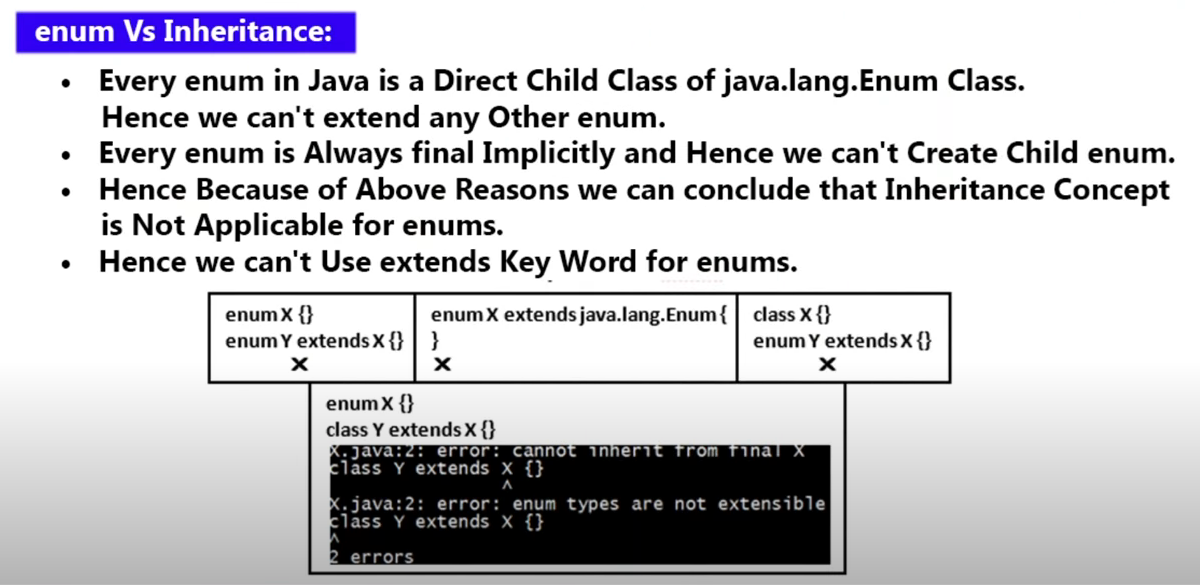 enum Vs Inheritance:
• Every enum in Java is a Direct Child Class of java.lang.Enum Class.
Hence we can't extend any Other enum.
• Every enum is Always final Implicitly and Hence we can't Create Child enum.
• Hence Because of Above Reasons we can conclude that Inheritance Concept
is Not Applicable for enums.
• Hence we can't Use extends Key Word for enums.
enum X {}
enum Y extends X {}
X
enum X extends java.lang.Enum {
}
X
class X {}
enum Y extends X {}
X
enum X {}
class Y extends X {}
X.java:2: error: cannot inherit from final X
class Y extends X {}
^
X.java:2: error: enum types are not extensible
class Y extends X {}
^
2 errors